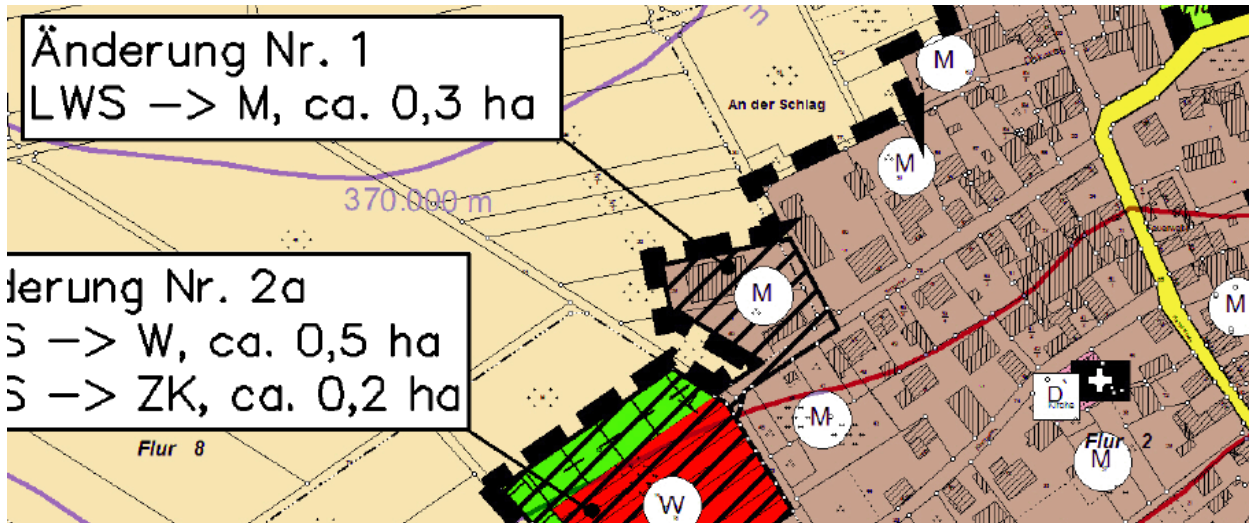 Änderung Nr. 1
LWS -> M, ca. 0,3 ha
An der Schlag
M
M
370.000 m
derung Nr. 2a
S -> W, ca. 0,5 ha
S -> ZK, ca. 0,2 ha
M
M
D
Kirche
M
Flur 8
Flur 2
M
W
m